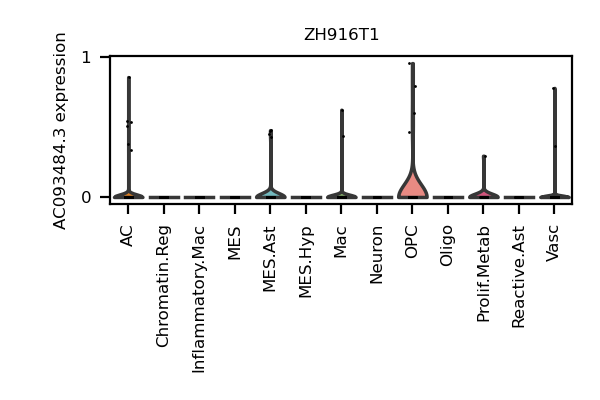 ZH916T1
AC093484.3 expression
1
0
AC
Chromatin.Reg
Inflammatory.Mac
MES
MES.Ast
MES.Hyp
Mac
Neuron
OPC
Oligo
Prolif.Metab
Reactive.Ast
Vasc